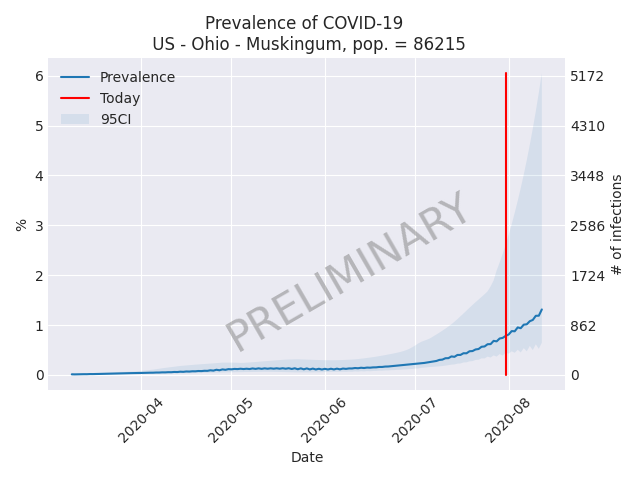 Prevalence of COVID-19
US - Ohio - Muskingum, pop. = 86215
Prevalence
Today
95CI
PRELIMINARY
%
6
5
4
3
2
1
0
5172
4310
3448
2586
1724
862
0
# of infections
2020-04
2020-05
2020-06
2020-07
2020-08
Date